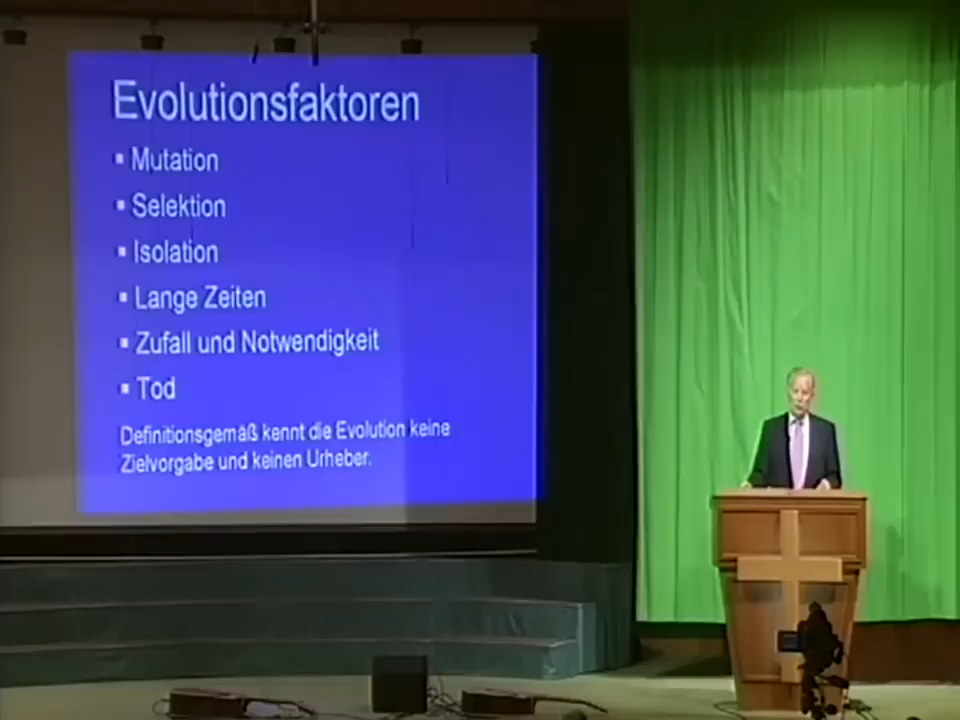 Evolutionsfaktoren
▪ Mutation
▪ Selektion
▪ Isolation
▪ Lange Zeiten
▪ Zufall und Notwendigkeit
▪ Tod
Definitionsgemäß kennt die Evolution keine
Zielvorgabe und keinen Urheber.